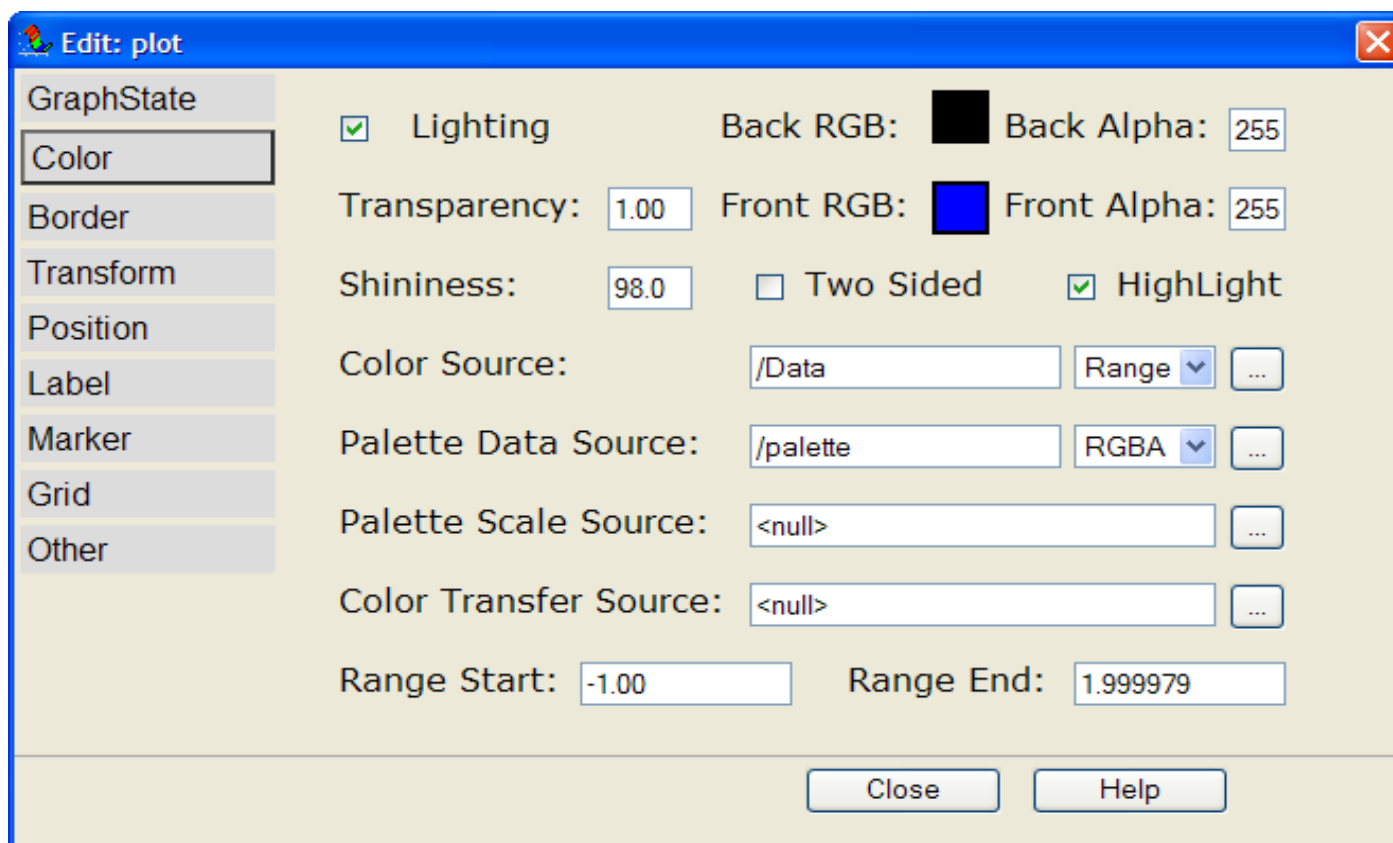 Edit: plot
GraphState
Color
Border
Transform
Position
Label
Marker
Grid
Other
Lighting Back RGB: Back Alpha: 255
Transparency: 1.00 Front RGB: Front Alpha: 255
Shininess: 98.0 Two Sided HighLight
Color Source: /Data Range ...
Palette Data Source: /palette RGBA ...
Palette Scale Source: <null> ...
Color Transfer Source: <null> ...
Range Start: -1.00 Range End: 1.999979
Close Help